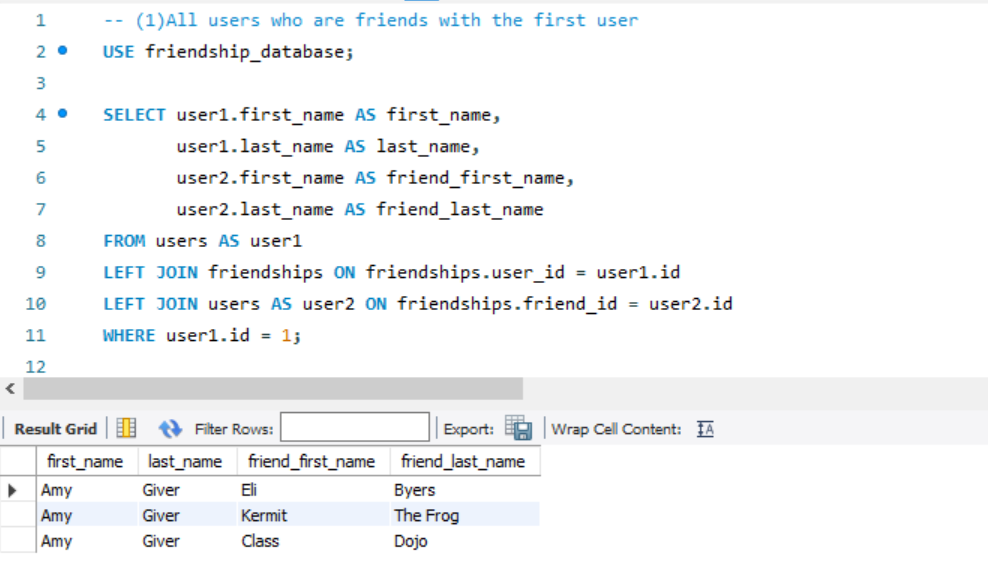 1 -- (1)All users who are friends with the first user
2 USE friendship_database;
3
4 SELECT user1.first_name AS first_name,
5 user1.last_name AS last_name,
6 user2.first_name AS friend_first_name,
7 user2.last_name AS friend_last_name
8 FROM users AS user1
9 LEFT JOIN friendships ON friendships.user_id = user1.id
10 LEFT JOIN users AS user2 ON friendships.friend_id = user2.id
11 WHERE user1.id = 1;
12
Result Grid Filter Rows: Export: Wrap Cell Content: IA
first_name last_name friend_first_name friend_last_name
Amy Giver Eli Byers
Amy Giver Kermit The Frog
Amy Giver Class Dojo